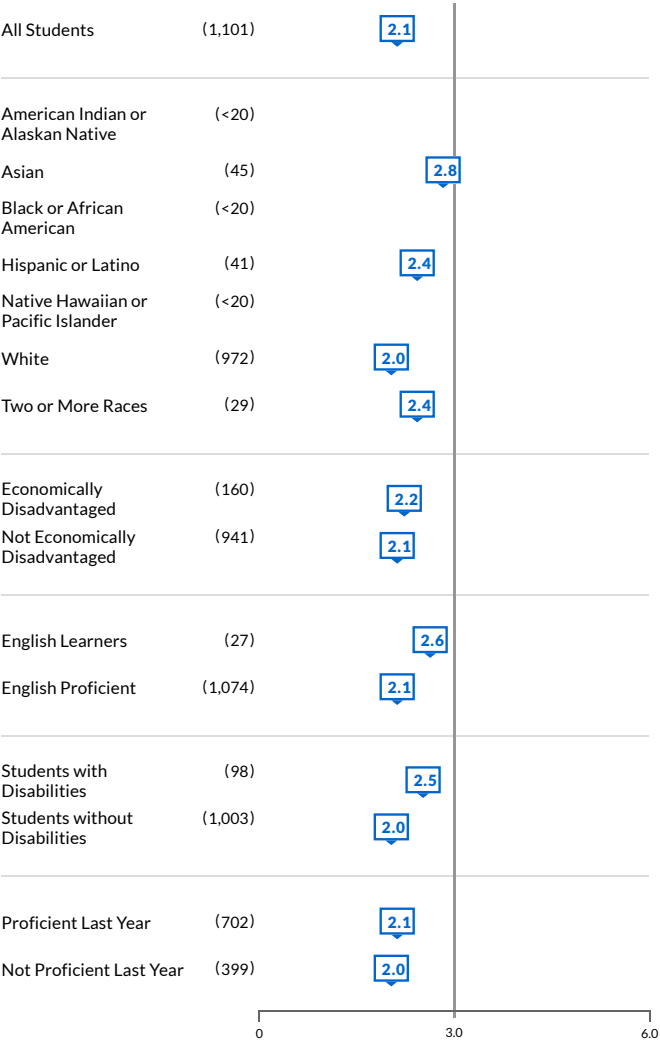 All Students (1,101) 2.1
American Indian or (<20)
Alaskan Native
Asian (45) 2.8
Black or African (<20)
American
Hispanic or Latino (41) 2.4
Native Hawaiian or (<20)
Pacific Islander
White (972) 2.0
Two or More Races (29) 2.4
Economically (160) 2.2
Disadvantaged
Not Economically (941) 2.1
Disadvantaged
English Learners (27) 2.6
English Proficient (1,074) 2.1
Students with (98) 2.5
Disabilities
Students without (1,003) 2.0
Disabilities
Proficient Last Year (702) 2.1
Not Proficient Last Year (399) 2.0
0 3.0 6.0